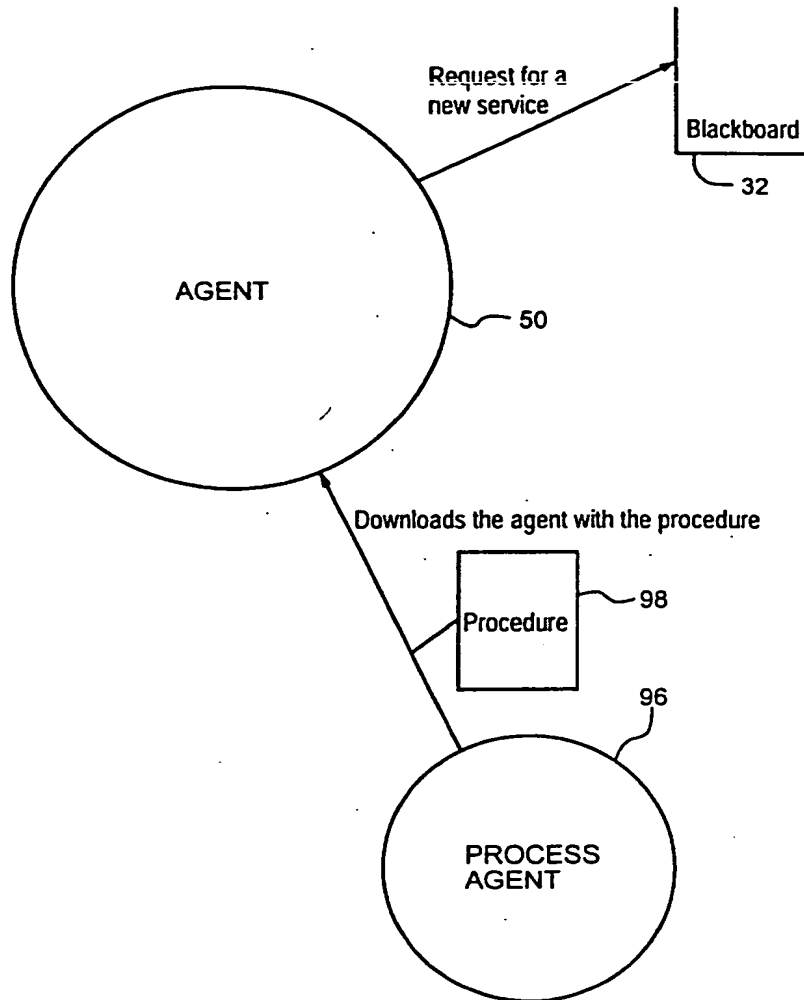 Request for a
new service
Blackboard
32
AGENT
50
Downloads the agent with the procedure
98
Procedure
96
PROCESS
AGENT